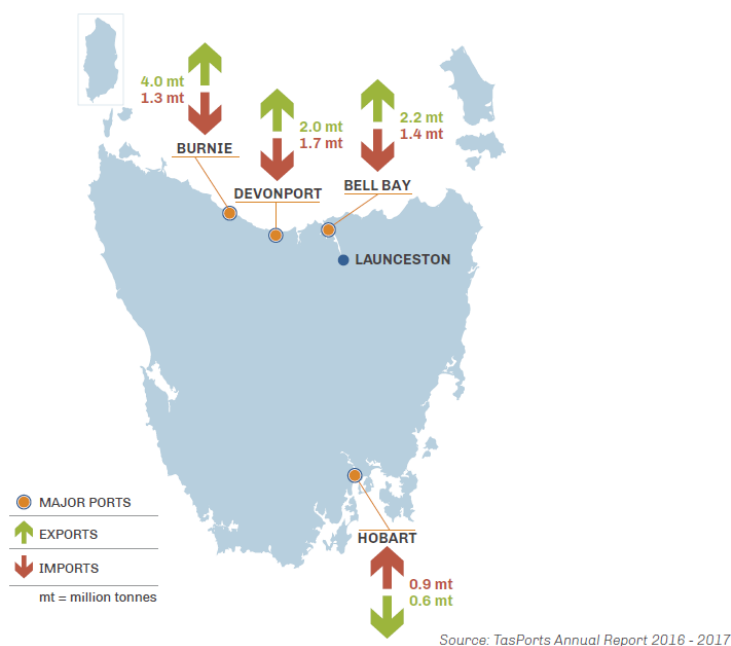 4.0 mt
1.3 mt
BURNIE
2.0 mt
1.7 mt
DEVONPORT
2.2 mt
1.4 mt
BELL BAY
LAUNCESTON
MAJOR PORTS
EXPORTS
IMPORTS
mt = million tonnes
HOBART
0.9 mt
0.6 mt
Source: TasPorts Annual Report 2016 - 2017